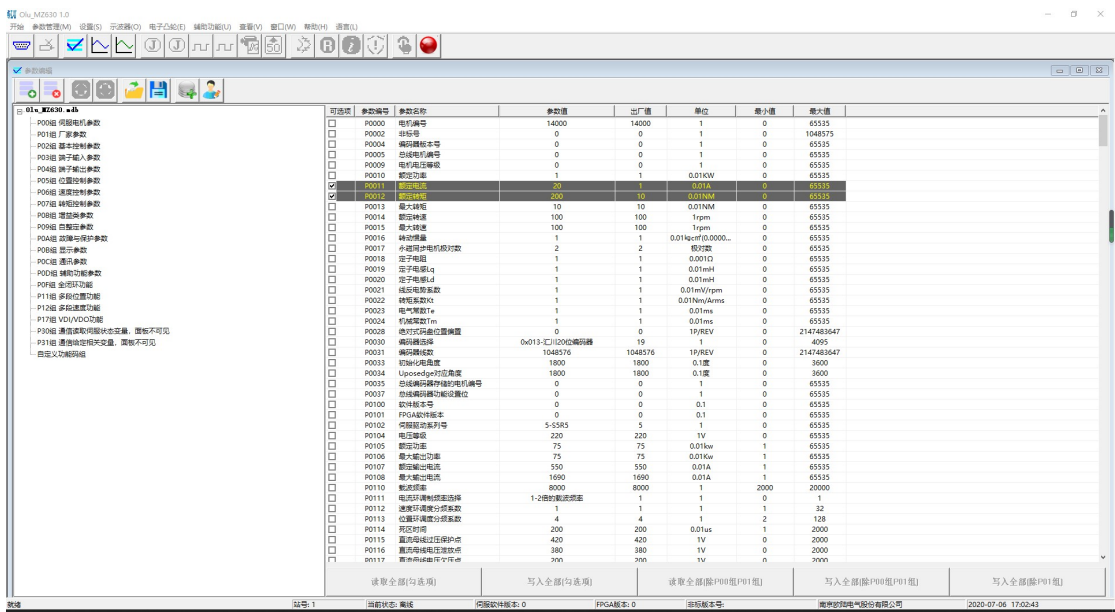 Olu_MZ630 1.0
开始 参数管理(M) 设置(S) 示波器(O) 电子凸轮(E) 辅助功能(U) 查看(V) 窗口(W) 帮助(H) 语言(L)
参数编辑
Olu_MZ630.mdb
P00组 伺服电机参数
P01组 厂家参数
P02组 基本控制参数
P03组 端子输入参数
P04组 端子输出参数
P05组 位置控制参数
P06组 速度控制参数
P07组 转矩控制参数
P08组 增益类参数
P09组 自整定参数
P0A组 故障与保护参数
P0B组 显示参数
P0C组 通讯参数
P0D组 辅助功能参数
P0F组 全闭环功能
P11组 多段位置功能
P12组 多段速度功能
P17组 VDI/VDO功能
P30组 通信读取伺服状态变量，面板不可见
P31组 通信给定相关变量，面板不可见
自定义功能码组
可选项 参数编号 参数名称 参数值 出厂值 单位 最小值 最大值
P0000 电机编号 14000 14000 1 0 65535
P0002 非标号 0 0 1 0 1048575
P0004 编码器版本号 0 0 1 0 65535
P0005 总线电机编号 0 0 1 0 65535
P0009 电机电压等级 0 0 1 0 65535
P0010 额定功率 1 1 0.01KW 0 65535
P0011 额定电流 20 1 0.01A 0 65535
P0012 额定转矩 200 10 0.01NM 0 65535
P0013 最大转矩 10 10 0.01NM 0 65535
P0014 额定转速 100 100 1rpm 0 65535
P0015 最大转速 100 100 1rpm 0 65535
P0016 转动惯量 1 1 0.01kgcm²(0.0000... 0 65535
P0017 永磁同步电机极对数 2 2 极对数 0 65535
P0018 定子电阻 1 1 0.001Ω 0 65535
P0019 定子电感Lq 1 1 0.01mH 0 65535
P0020 定子电感Ld 1 1 0.01mH 0 65535
P0021 线反电势系数 1 1 0.01mV/rpm 0 65535
P0022 转矩系数Kt 1 1 0.01Nm/Arms 0 65535
P0023 电气常数Te 1 1 0.01ms 0 65535
P0024 机械常数Tm 1 1 0.01ms 0 65535
P0028 绝对式码盘位置偏置 0 0 1P/REV 0 2147483647
P0030 编码器选择 0x013-汇川20位编码器 19 1 0 4095
P0031 编码器线数 1048576 1048576 1P/REV 0 2147483647
P0033 初始化电角度 1800 1800 0.1度 0 3600
P0034 Uposedge对应角度 1800 1800 0.1度 0 3600
P0035 总线编码器存储的电机编号 0 0 1 0 65535
P0037 总线编码器功能设置位 0 0 1 0 65535
P0100 软件版本号 0 0 0.1 0 65535
P0101 FPGA软件版本 0 0 0.1 0 65535
P0102 伺服驱动系列号 5-S5R5 5 1 0 65535
P0104 电压等级 220 220 1V 0 65535
P0105 额定功率 75 75 0.01kw 1 65535
P0106 最大输出功率 75 75 0.01Kw 1 65535
P0107 额定输出电流 550 550 0.01A 1 65535
P0108 最大输出电流 1690 1690 0.01A 1 65535
P0110 载波频率 8000 8000 1 2000 20000
P0111 电流环调制频率选择 1-2倍的载波频率 1 1 0 1
P0112 速度环调度分频系数 1 1 1 1 32
P0113 位置环调度分频系数 4 4 1 2 128
P0114 死区时间 200 200 0.01us 1 2000
P0115 直流母线过压保护点 420 420 1V 0 2000
P0116 直流母线电压泄放点 380 380 1V 0 2000
P0117 直流母线电压欠压点 200 200 1V 0 2000
读取全部[勾选项] 写入全部[勾选项] 读取全部[除P00组P01组] 写入全部[除P00组P01组] 写入全部[除P01组]
就绪 站号: 1 当前状态: 离线 伺服软件版本: 0 FPGA版本: 0 非标版本号: 南京欧陆电气股份有限公司 2020-07-06 17:02:43